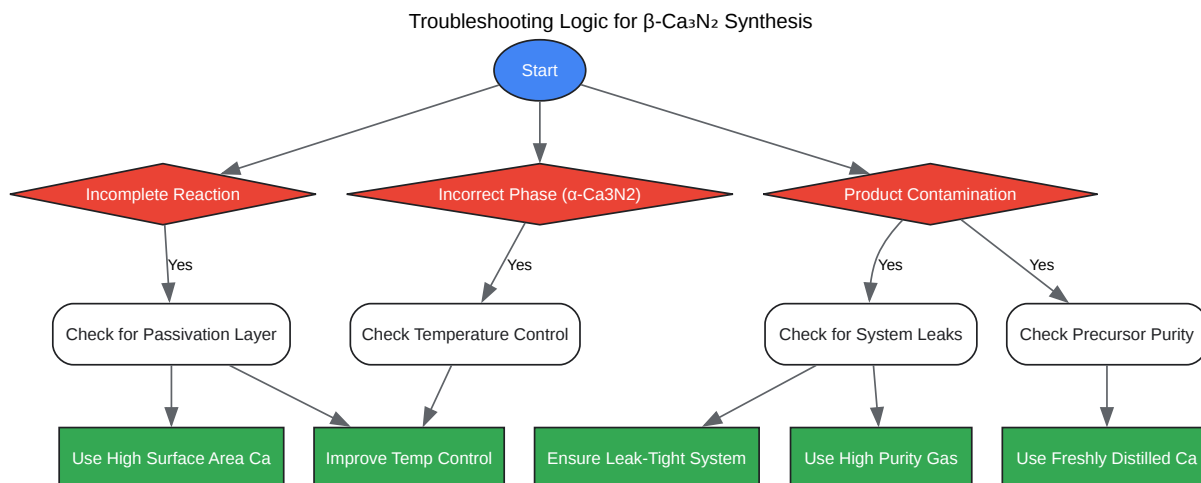 Troubleshooting Logic for β-Ca₃N₂ Synthesis
Start
Incomplete Reaction
Incorrect Phase (α-Ca3N2)
Product Contamination
Yes
Yes
Yes
Yes
Check for Passivation Layer
Check Temperature Control
Check for System Leaks
Check Precursor Purity
Use High Surface Area Ca
Improve Temp Control
Ensure Leak-Tight System
Use High Purity Gas
Use Freshly Distilled Ca